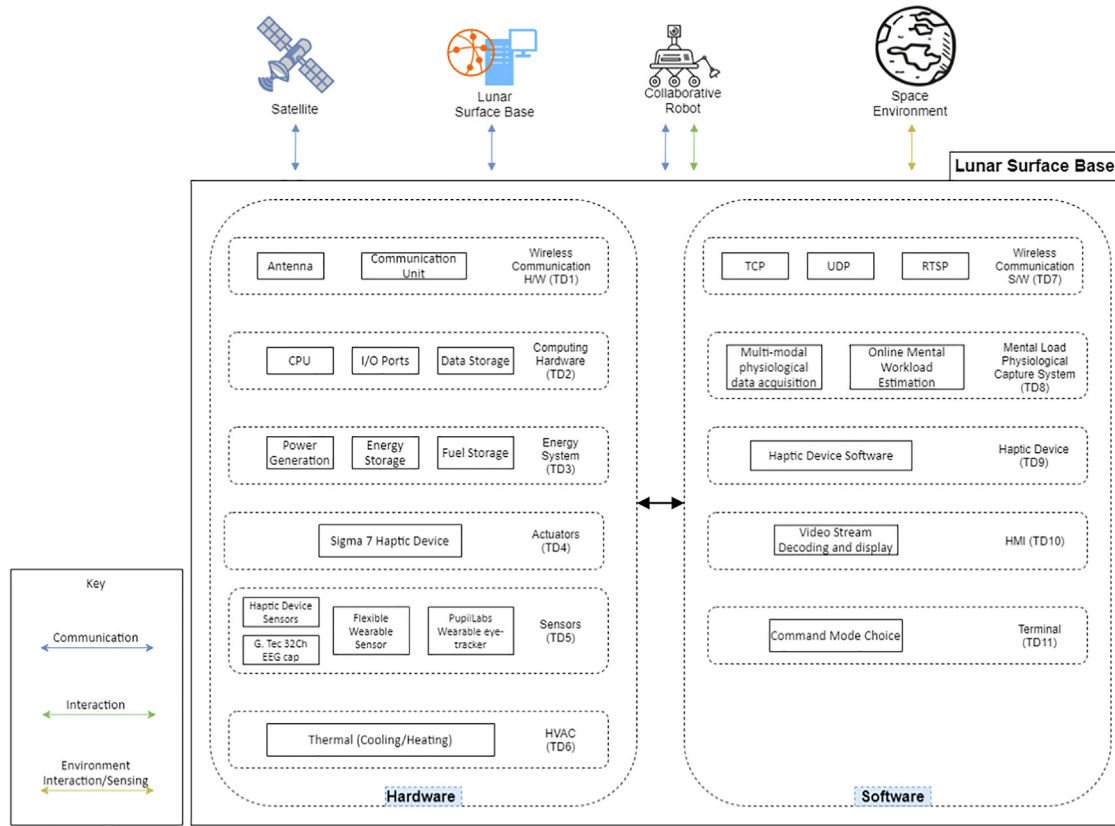 Satellite
Lunar
Surface Base
Collaborative
Robot
Space
Environment
Lunar Surface Base
Antenna
Communication
Unit
Wireless
Communication
H/W (TD1)
CPU
I/O Ports
Data Storage
Computing
Hardware
(TD2)
Power
Generation
Energy
Storage
Fuel Storage
Energy
System
(TD3)
Sigma 7 Haptic Device
Actuators
(TD4)
Haptic Device
Sensors
G. Tec 32Ch
EEG cap
Flexible
Wearable
Sensor
PupilLabs
Wearable eye-
tracker
Sensors
(TD5)
Thermal (Cooling/Heating)
HVAC
(TD6)
Hardware
TCP
UDP
RTSP
Wireless
Communication
S/W (TD7)
Multi-modal
physiological
data acquisition
Online Mental
Workload
Estimation
Mental Load
Physiological
Capture System
(TD8)
Haptic Device Software
Haptic Device
(TD9)
Video Stream
Decoding and display
HMI (TD10)
Command Mode Choice
Terminal
(TD11)
Software
Key
Communication
Interaction
Environment
Interaction/Sensing